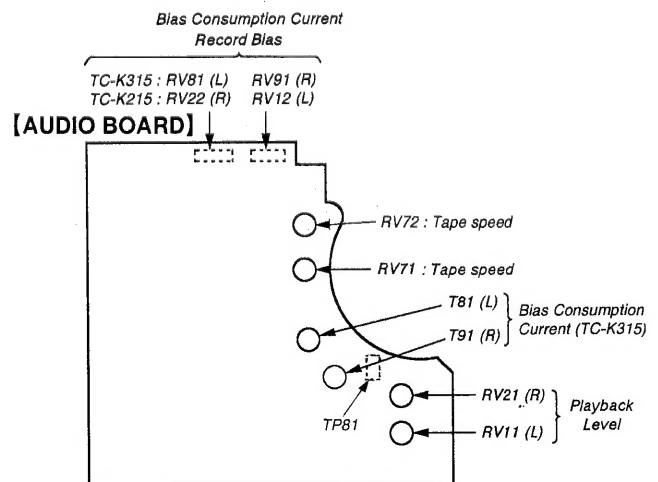 Bias Consumption Current
Record Bias
TC-K315 : RV81 (L) RV91 (R)
TC-K215 : RV22 (R) RV12 (L)
【AUDIO BOARD】
RV72 : Tape speed
RV71 : Tape speed
T81 (L)
T91 (R)
Bias Consumption
Current (TC-K315)
TP81
RV21 (R)
RV11 (L)
Playback
Level